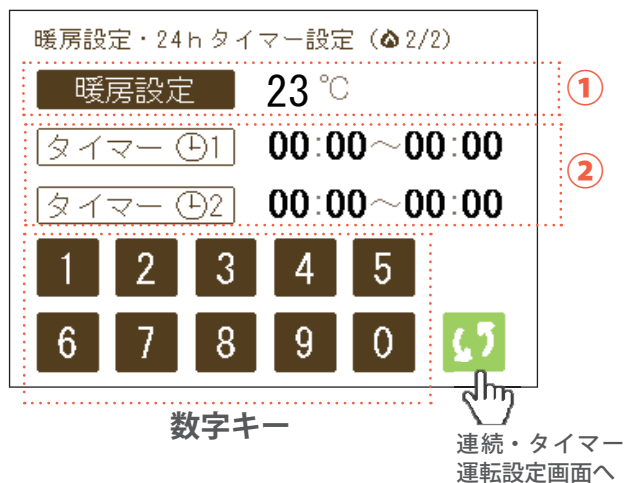 暖房設定・24hタイマー設定（2/2）
暖房設定 23℃ ①
タイマー 1 00:00～00:00
②
タイマー 2 00:00～00:00
1 2 3 4 5
6 7 8 9 0
数字キー
連続・タイマー
運転設定画面へ